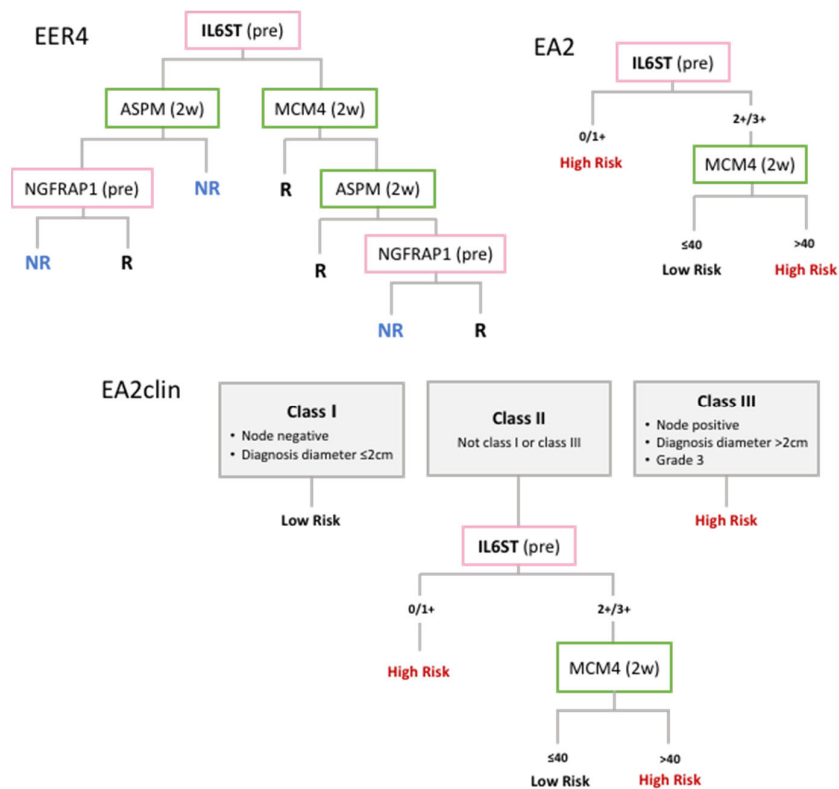 EER4
IL6ST (pre)
ASPM (2w)
MCM4 (2w)
NGFRAP1 (pre)
NR
R
ASPM (2w)
NR
R
R
NGFRAP1 (pre)
NR
R
EA2
IL6ST (pre)
0/1+
2+/3+
High Risk
MCM4 (2w)
≤40
>40
Low Risk
High Risk
EA2clin
Class I
• Node negative
• Diagnosis diameter ≤2cm
Class II
Not class I or class III
Class III
• Node positive
• Diagnosis diameter >2cm
• Grade 3
Low Risk
High Risk
IL6ST (pre)
0/1+
2+/3+
High Risk
MCM4 (2w)
≤40
>40
Low Risk
High Risk